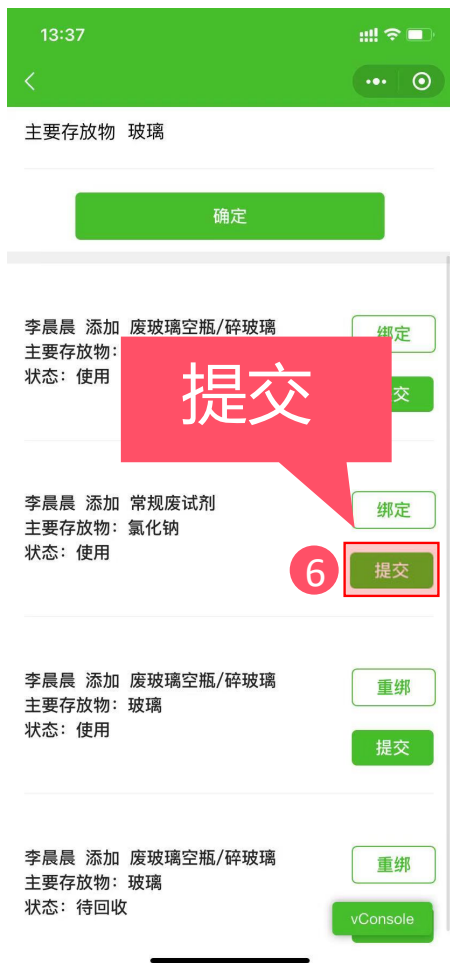 13:37
主要存放物 玻璃
确定
李晨晨 添加 废玻璃空瓶/碎玻璃
绑定
主要存放物：
状态：使用
交
提交
李晨晨 添加 常规废试剂
绑定
主要存放物：氯化钠
状态：使用
6
提交
李晨晨 添加 废玻璃空瓶/碎玻璃
重绑
主要存放物：玻璃
状态：使用
提交
李晨晨 添加 废玻璃空瓶/碎玻璃
重绑
主要存放物：玻璃
状态：待回收
vConsole